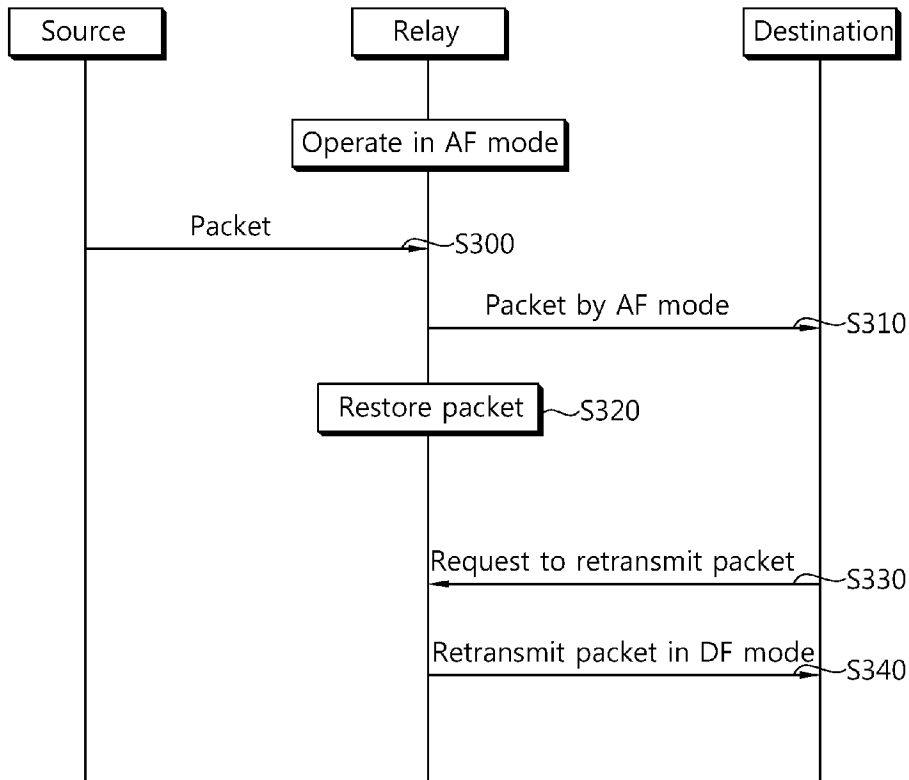 Source
Relay
Destination
Operate in AF mode
Packet
S300
Packet by AF mode
S310
Restore packet
S320
Request to retransmit packet
S330
Retransmit packet in DF mode
S340